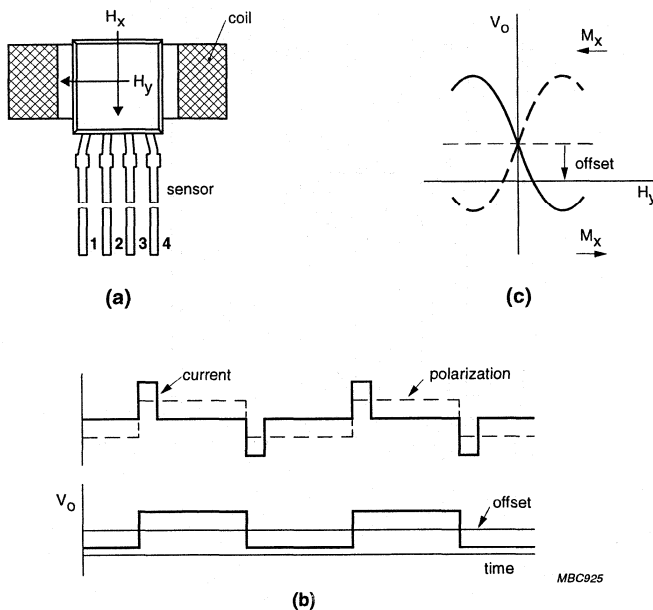 coil
Hx
Hy
sensor
1 2 3 4
(a)
Vo
Mx
offset
Hy
Mx
(c)
current
polarization
Vo
offset
time
MBC925
(b)